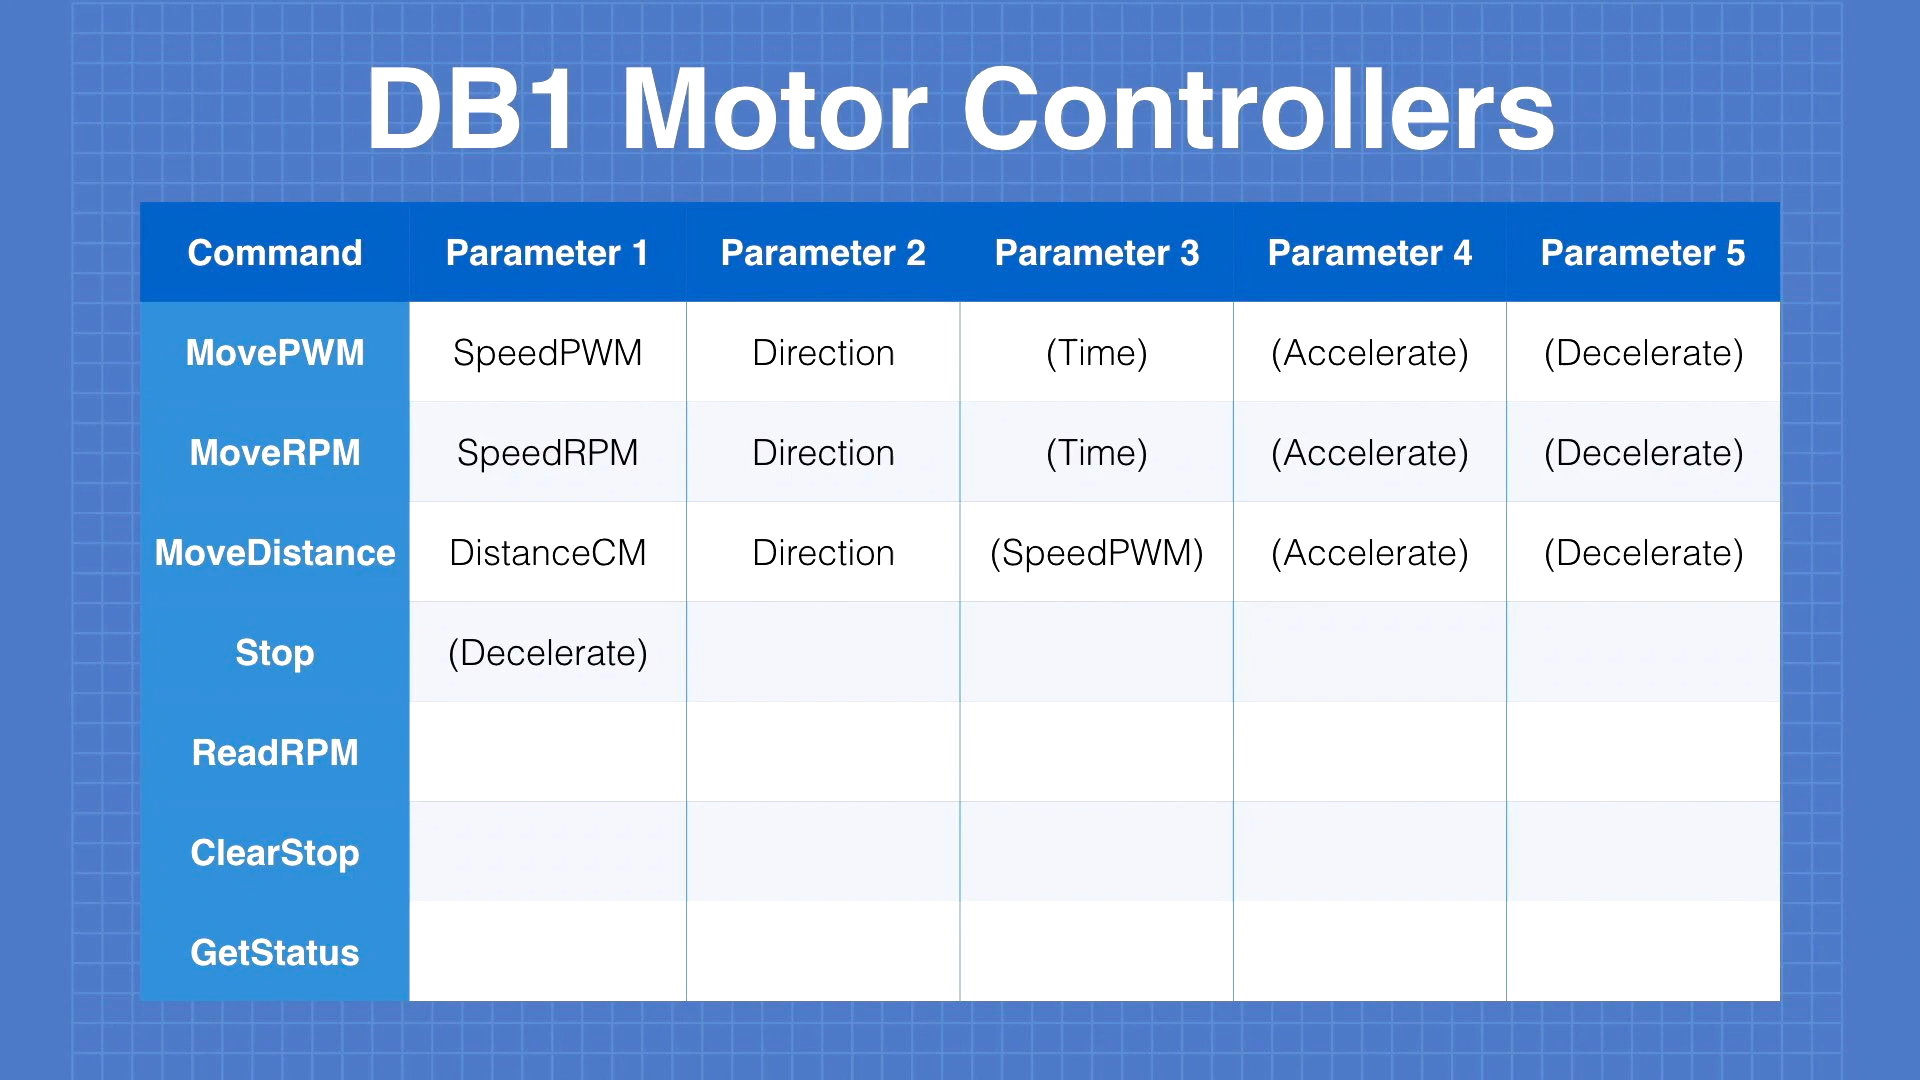 DB1 Motor Controllers
Command Parameter 1 Parameter 2 Parameter 3 Parameter 4 Parameter 5
MovePWM SpeedPWM Direction (Time) (Accelerate) (Decelerate)
MoveRPM SpeedRPM Direction (Time) (Accelerate) (Decelerate)
MoveDistance DistanceCM Direction (SpeedPWM) (Accelerate) (Decelerate)
Stop (Decelerate)
ReadRPM
ClearStop
GetStatus